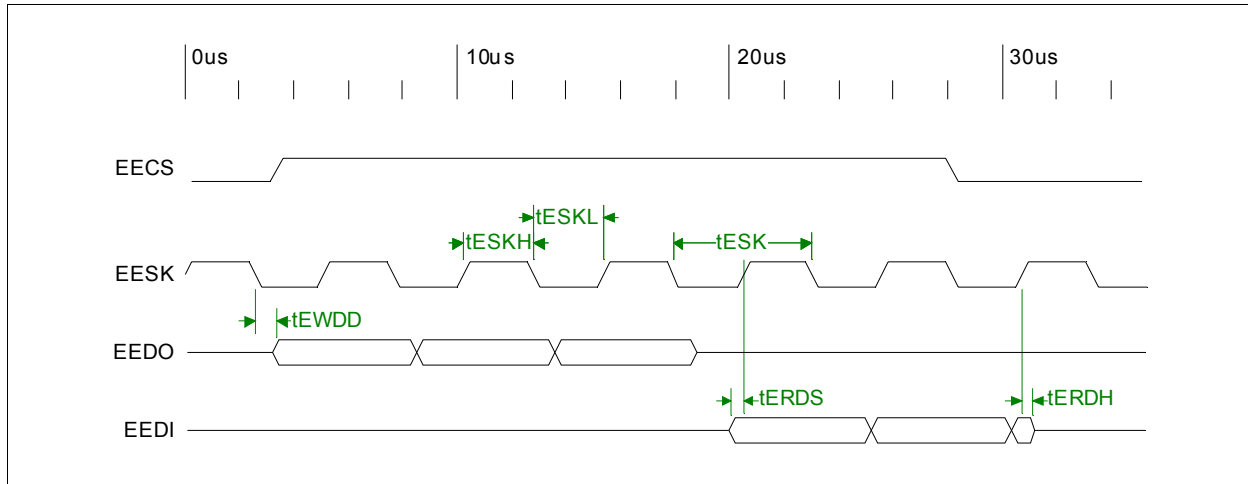 0us 10us 20us 30us
EECS
tESKL
tESKH tESK
EESK
tEWDD
EEDO
tERDS tERDH
EEDI